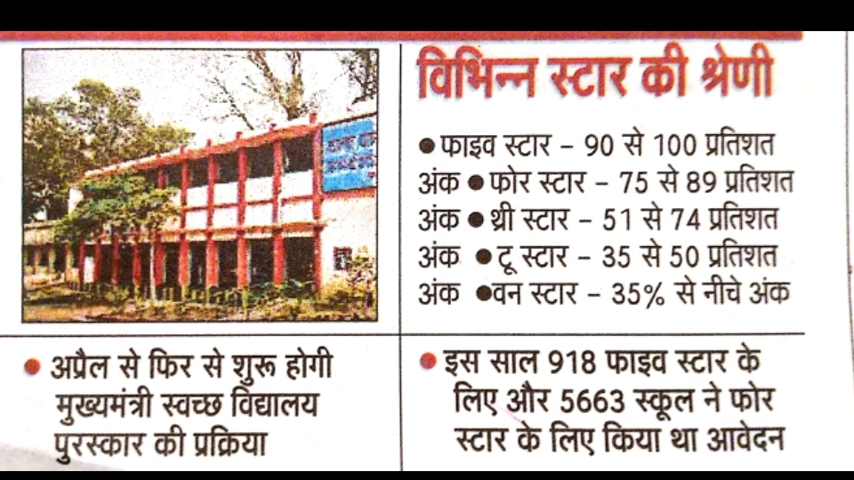 विभिन्न स्टार की श्रेणी
● फाइव स्टार – 90 से 100 प्रतिशत
अंक ● फोर स्टार – 75 से 89 प्रतिशत
अंक ● थ्री स्टार – 51 से 74 प्रतिशत
अंक ● टू स्टार – 35 से 50 प्रतिशत
अंक ● वन स्टार – 35% से नीचे अंक
● अप्रैल से फिर से शुरू होगी
मुख्यमंत्री स्वच्छ विद्यालय
पुरस्कार की प्रक्रिया
● इस साल 918 फाइव स्टार के
लिए और 5663 स्कूल ने फोर
स्टार के लिए किया था आवेदन